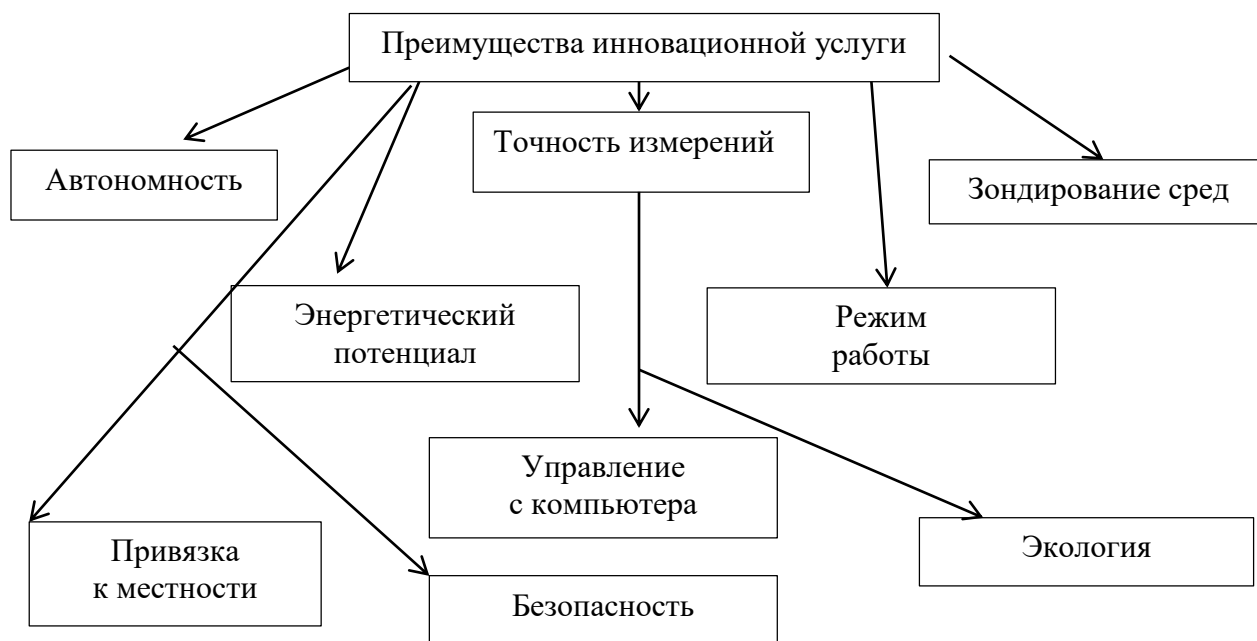 Преимущества инновационной услуги
Точность измерений
Автономность
Зондирование сред
Энергетический
потенциал
Режим
работы
Управление
с компьютера
Привязка
к местности
Экология
Безопасность